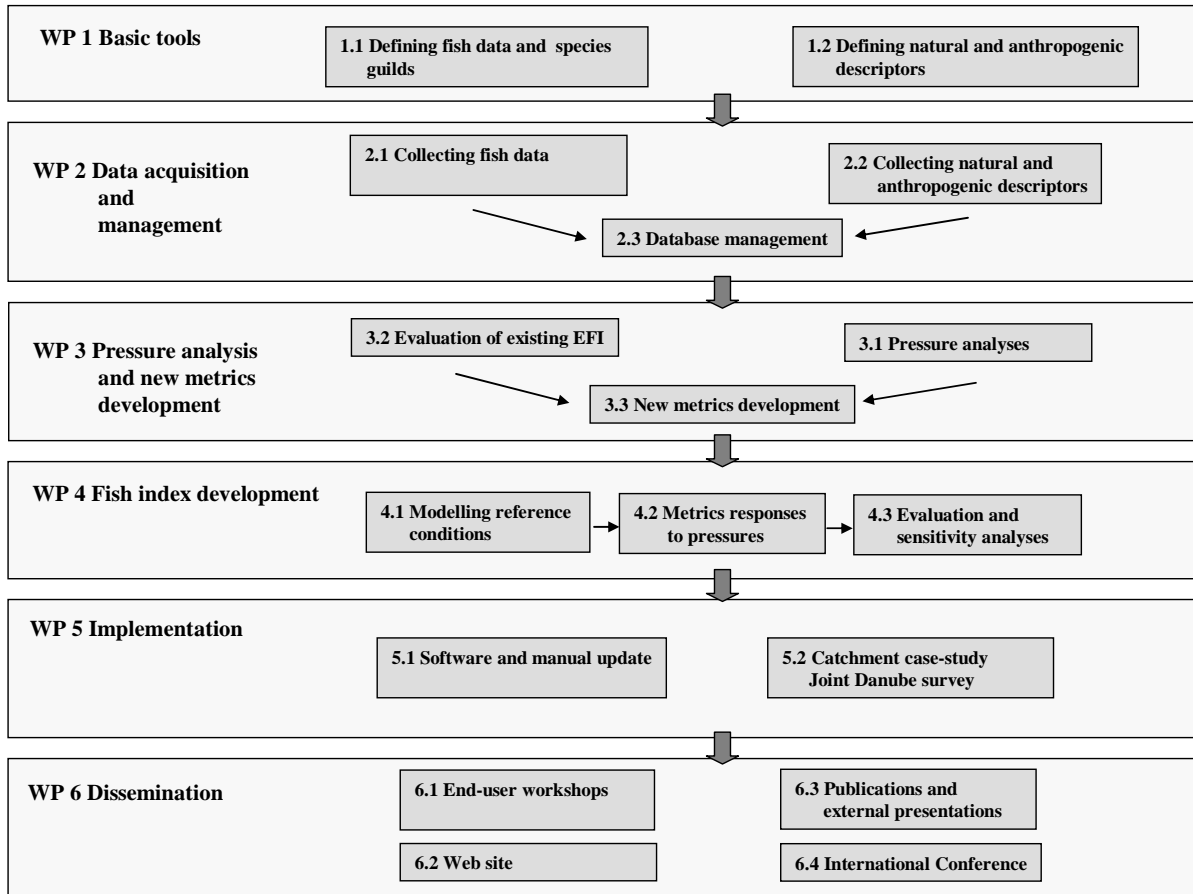 WP 1 Basic tools
1.1 Defining fish data and species
guilds
1.2 Defining natural and anthropogenic
descriptors
WP 2 Data acquisition
and
management
2.1 Collecting fish data
2.2 Collecting natural and
anthropogenic descriptors
2.3 Database management
WP 3 Pressure analysis
and new metrics
development
3.2 Evaluation of existing EFI
3.1 Pressure analyses
3.3 New metrics development
WP 4 Fish index development
4.1 Modelling reference
conditions
4.2 Metrics responses
to pressures
4.3 Evaluation and
sensitivity analyses
WP 5 Implementation
5.1 Software and manual update
5.2 Catchment case-study
Joint Danube survey
WP 6 Dissemination
6.1 End-user workshops
6.3 Publications and
external presentations
6.2 Web site
6.4 International Conference